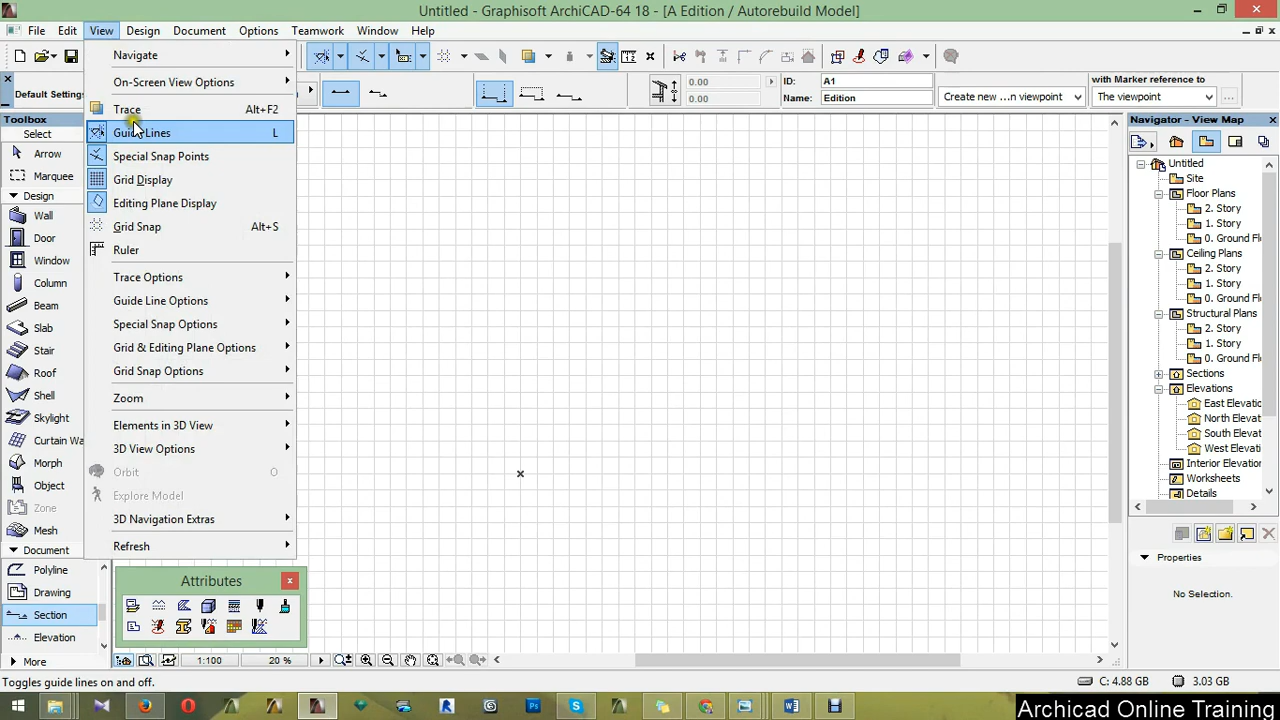 Untitled - Graphisoft ArchiCAD-64 18 - [A Edition / Autorebuild Model]
File Edit View Design Document Options Teamwork Window Help
Default Settings
0.00
0.00
ID: A1
Name: Edition
Create new ...n viewpoint
with Marker reference to
The viewpoint
Toolbox
Select
Arrow
Marquee
Design
Wall
Door
Window
Column
Beam
Slab
Stair
Roof
Shell
Skylight
Curtain Wa
Morph
Object
Zone
Mesh
Document
Polyline
Drawing
Section
Elevation
More
Navigate
On-Screen View Options
Trace Alt+F2
Guide Lines L
Special Snap Points
Grid Display
Editing Plane Display
Grid Snap Alt+S
Ruler
Trace Options
Guide Line Options
Special Snap Options
Grid & Editing Plane Options
Grid Snap Options
Zoom
Elements in 3D View
3D View Options
Orbit O
Explore Model
3D Navigation Extras
Refresh
Attributes
Navigator - View Map
Untitled
Site
Floor Plans
2. Story
1. Story
0. Ground Fl
Ceiling Plans
2. Story
1. Story
0. Ground Fl
Structural Plans
2. Story
1. Story
0. Ground Fl
Sections
Elevations
East Elevatio
North Elevat
South Elevat
West Elevati
Interior Elevation
Worksheets
Details
Properties
No Selection.
1:100
20 %
Toggles guide lines on and off.
C: 4.88 GB
3.03 GB
Archicad Online Training